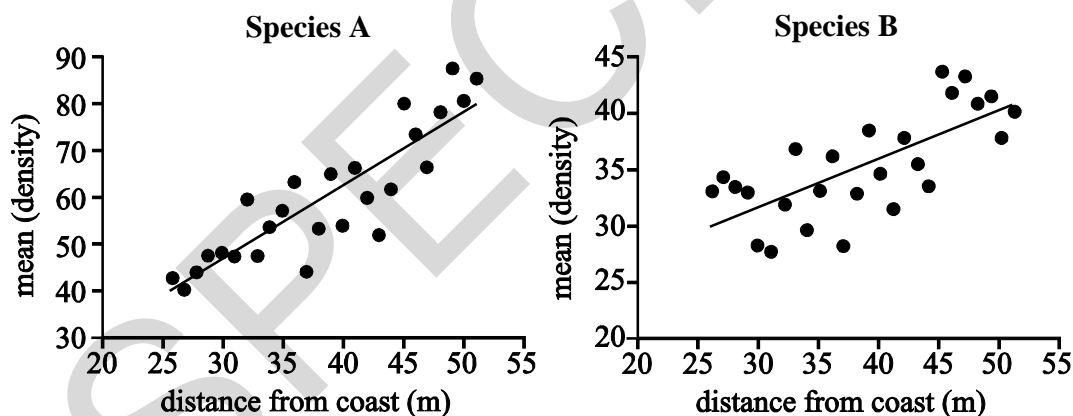 Species A
90
80
70
60
50
40
30
mean (density)
20 25 30 35 40 45 50 55
distance from coast (m)
Species B
45
40
35
30
25
20
mean (density)
20 25 30 35 40 45 50 55
distance from coast (m)
SPEC